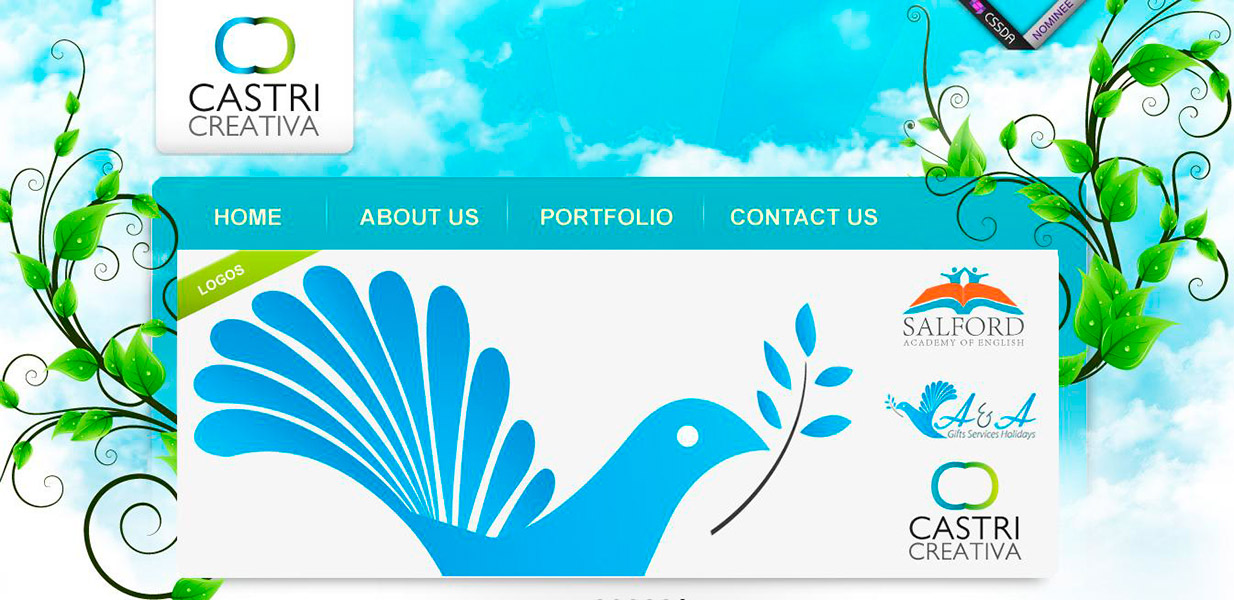 CSSDA
NOMINEE
CASTRI
CREATIVA
HOME
ABOUT US
PORTFOLIO
CONTACT US
LOGOS
SALFORD
ACADEMY OF ENGLISH
A & A
Gifts Services Holidays
CASTRI
CREATIVA